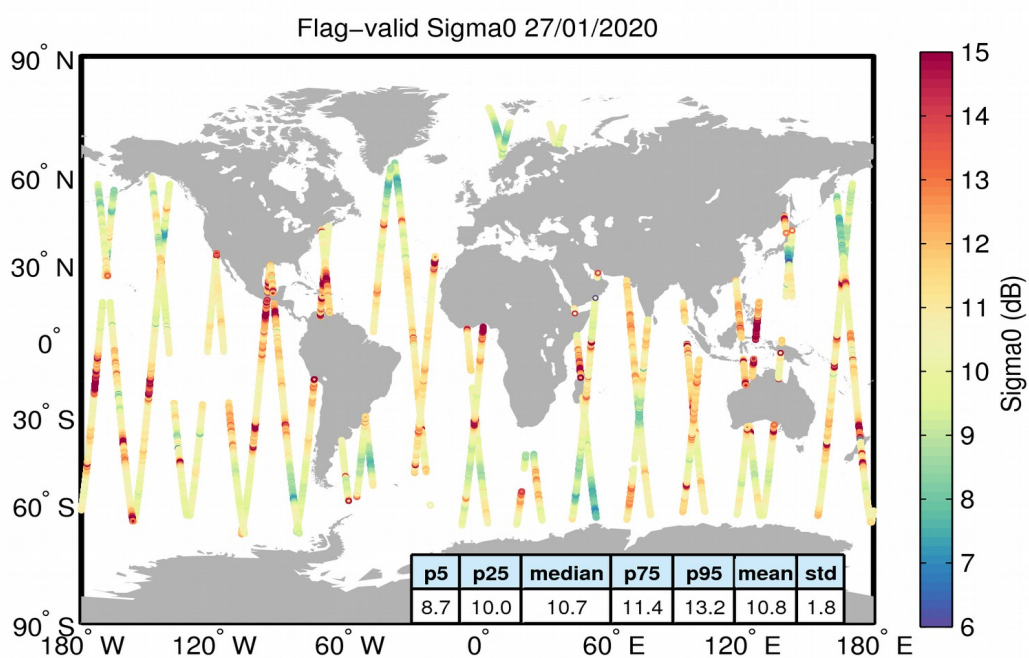 Flag−valid Sigma0 27/01/2020
90° N
60° N
30° N
0°
30° S
60° S
90° S
180° W
120° W
60° W
0°
60° E
120° E
180° E
15
14
13
12
11
10
9
8
7
6
Sigma0 (dB)
p5 p25 median p75 p95 mean std
8.7 10.0 10.7 11.4 13.2 10.8 1.8